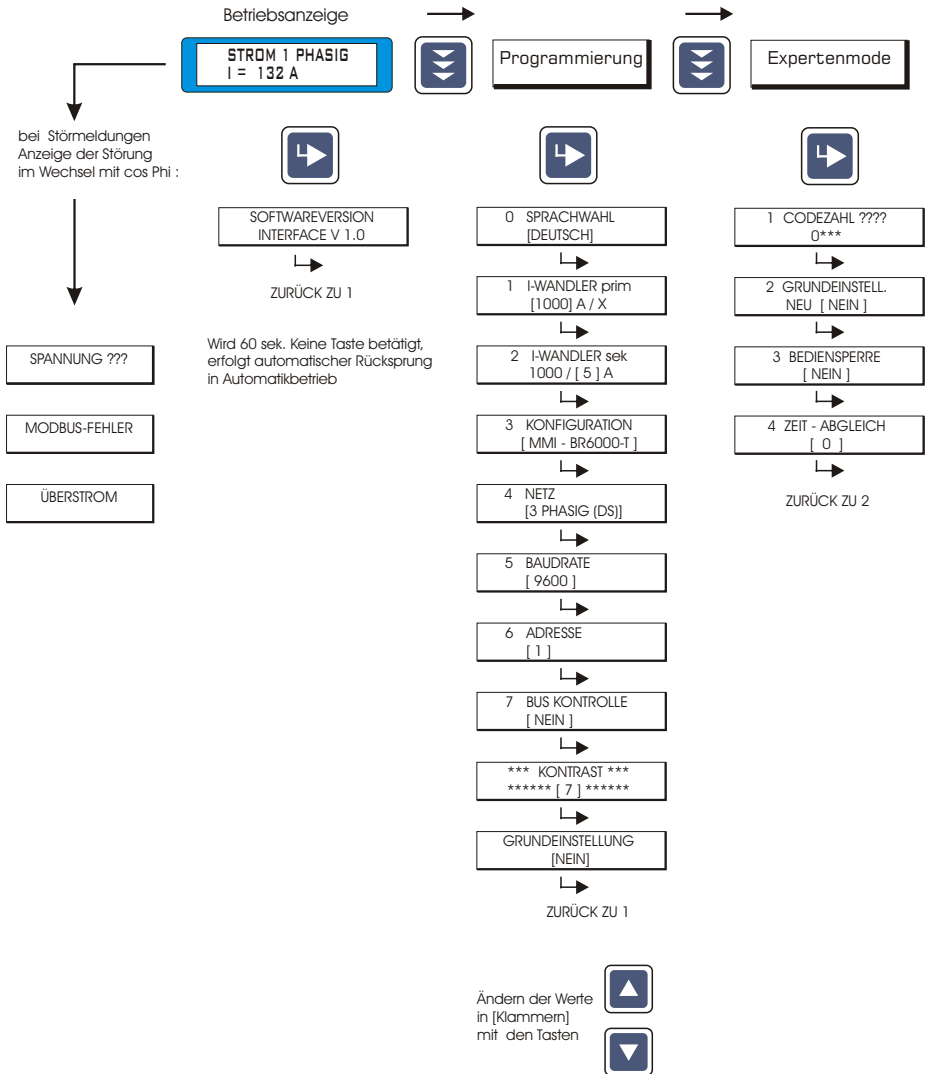 Betriebsanzeige
STROM 1 PHASIG
I = 132 A
Programmierung
Expertenmode
bei Störmeldungen
Anzeige der Störung
im Wechsel mit cos Phi :
SPANNUNG ???
MODBUS-FEHLER
ÜBERSTROM
SOFTWAREVERSION
INTERFACE V 1.0
ZURÜCK ZU 1
Wird 60 sek. Keine Taste betätigt,
erfolgt automatischer Rücksprung
in Automatikbetrieb
0 SPRACHWAHL
[DEUTSCH]
1 I-WANDLER prim
[1000] A / X
2 I-WANDLER sek
1000 / [ 5 ] A
3 KONFIGURATION
[ MMI - BR6000-T ]
4 NETZ
[3 PHASIG (DS)]
5 BAUDRATE
[ 9600 ]
6 ADRESSE
[ 1 ]
7 BUS KONTROLLE
[ NEIN ]
*** KONTRAST ***
****** [ 7 ] ******
GRUNDEINSTELLUNG
[NEIN]
ZURÜCK ZU 1
Ändern der Werte
in [Klammern]
mit den Tasten
1 CODEZAHL ????
0***
2 GRUNDEINSTELL.
NEU [ NEIN ]
3 BEDIENSPERRE
[ NEIN ]
4 ZEIT - ABGLEICH
[ 0 ]
ZURÜCK ZU 2